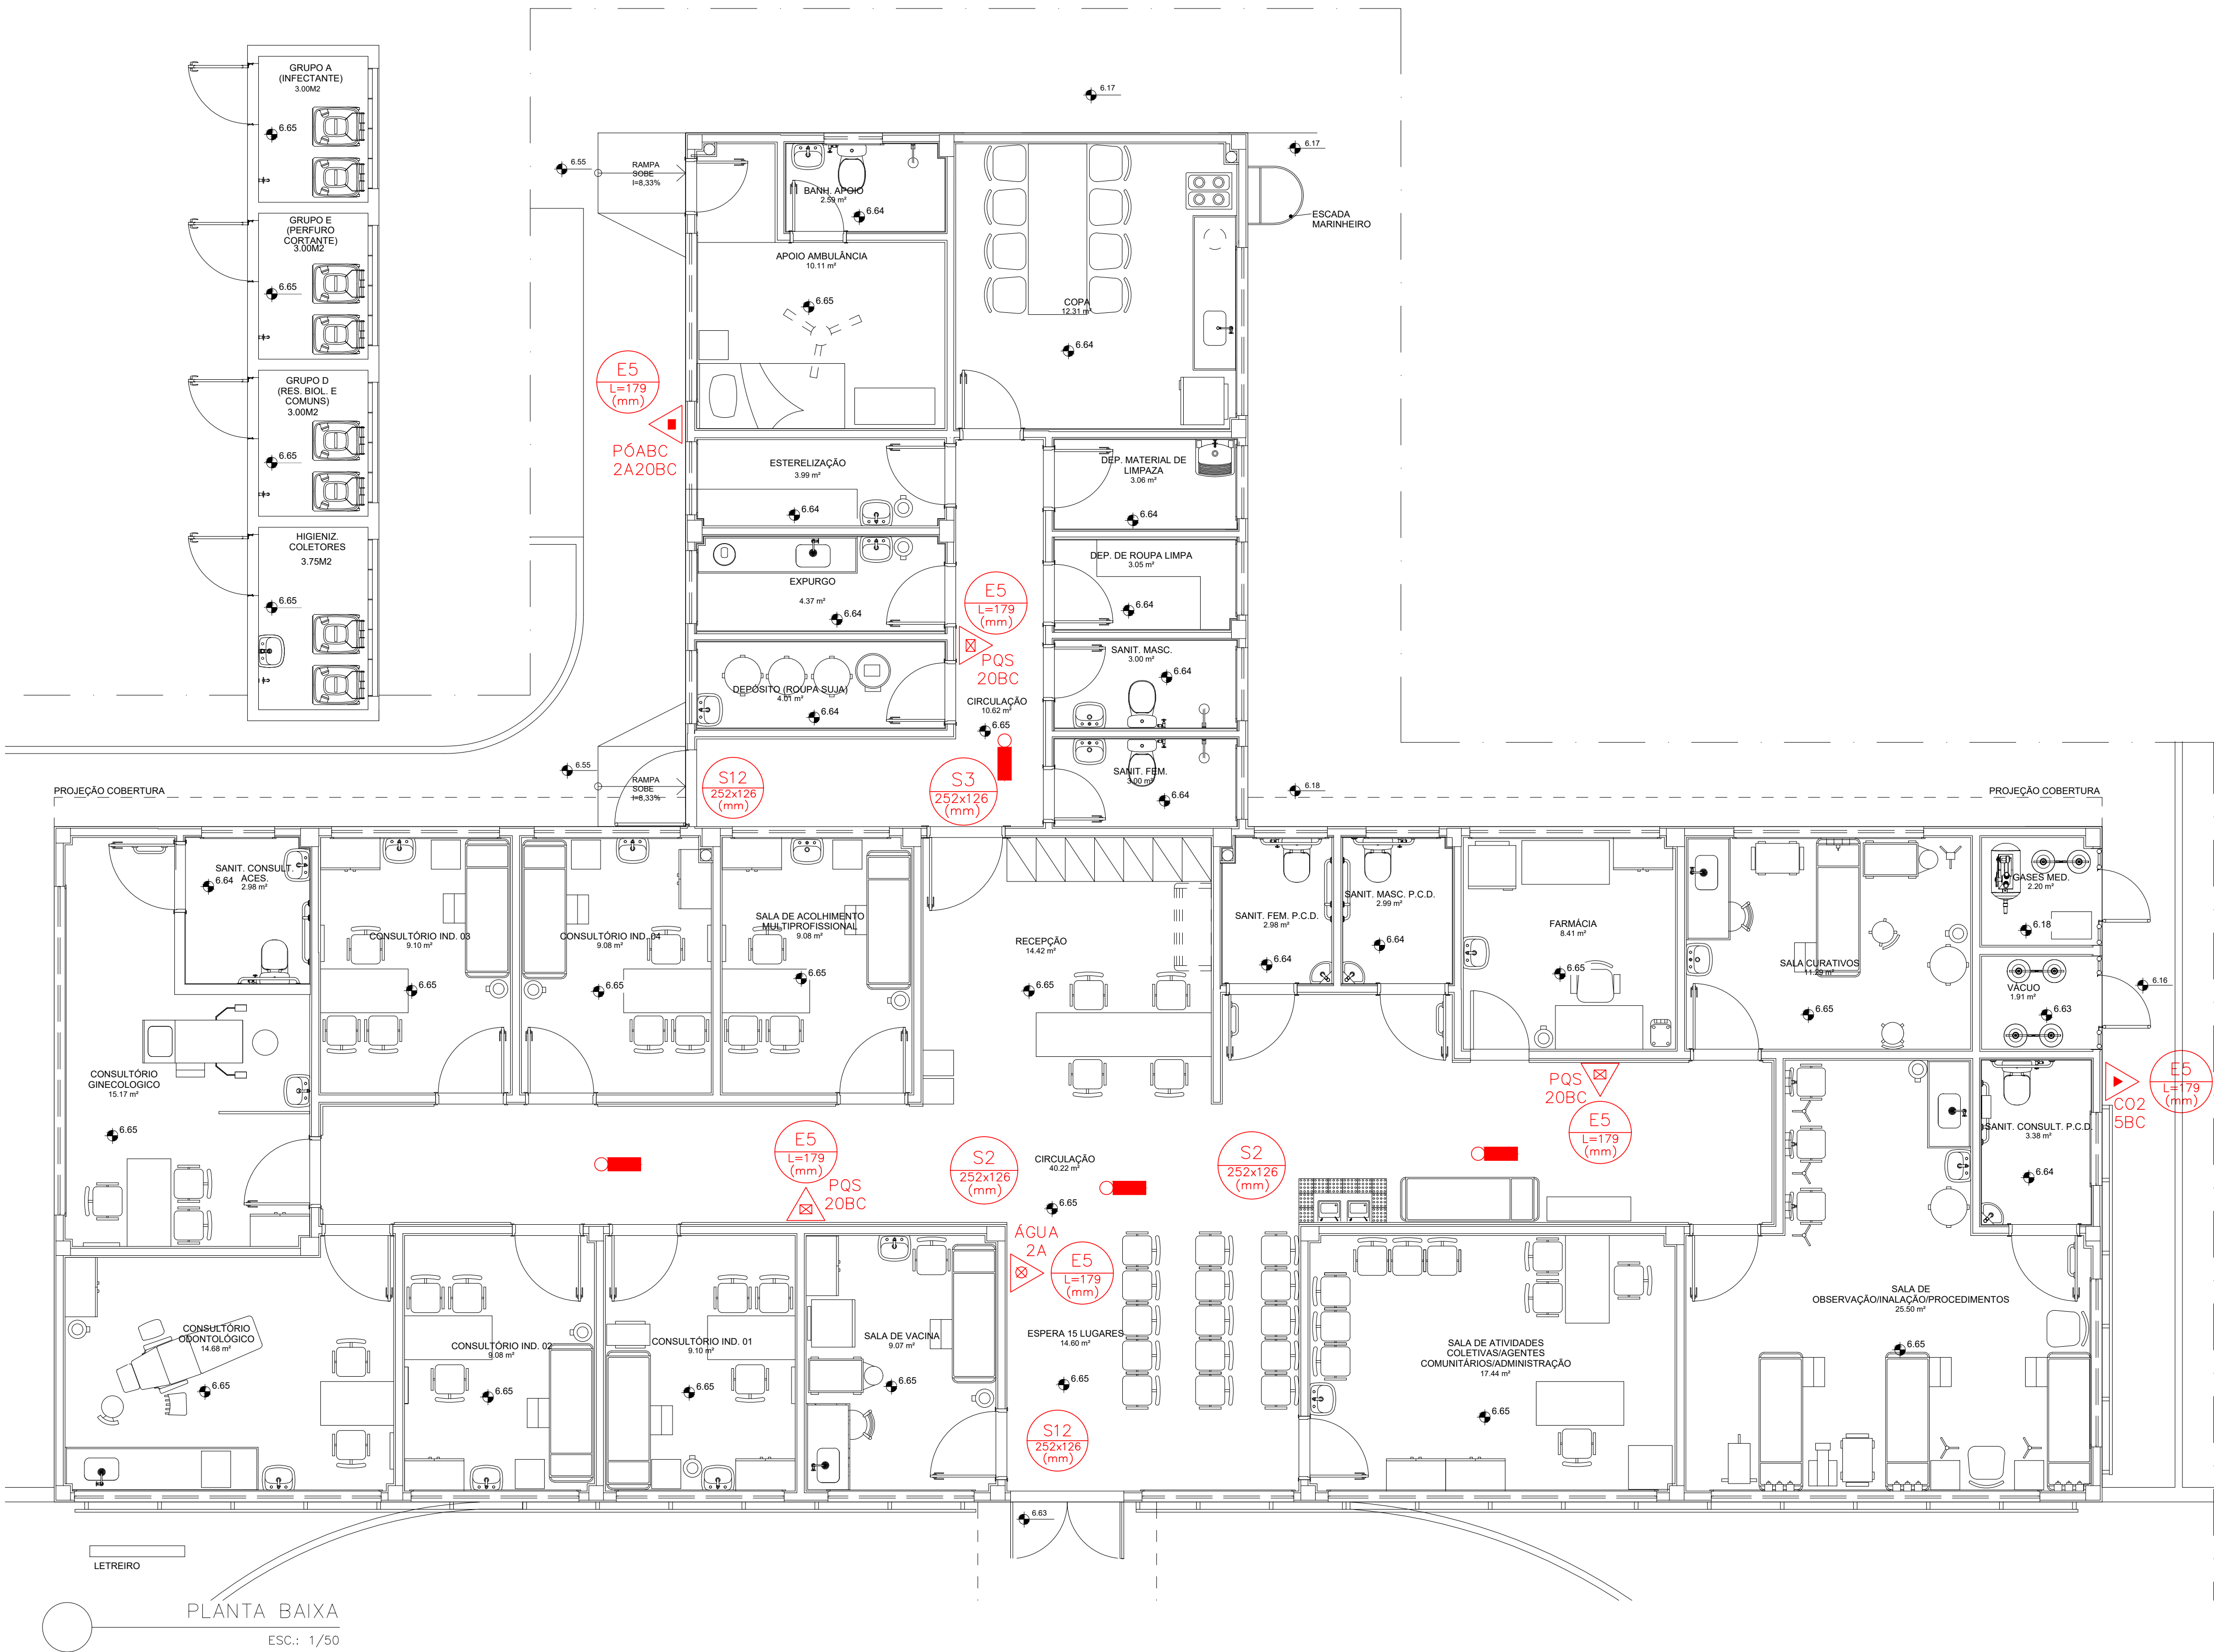 GRUPO A
(INFECTANTE)
3.00M2
6.65
GRUPO E
(PERFURO
CORTANTE)
3.00M2
6.65
GRUPO D
(RES. BIOL. E
COMUNS)
3.00M2
6.65
HIGIENIZ.
COLETORES
3.75M2
6.65
6.17
6.17
6.55
RAMPA
SOBE
I=8,33%
BANH. APOIO
2.59 m²
6.64
ESCADA
MARINHEIRO
APOIO AMBULÂNCIA
10.11 m²
6.65
COPA
12.31 m²
6.64
E5
L=179
(mm)
PÓABC
2A20BC
ESTERELIZAÇÃO
3.99 m²
6.64
DEP. MATERIAL DE
LIMPAZA
3.06 m²
6.64
EXPURGO
4.37 m²
6.64
DEP. DE ROUPA LIMPA
3.05 m²
6.64
E5
L=179
(mm)
PQS
20BC
SANIT. MASC.
3.00 m²
6.64
DEPÓSITO (ROUPA SUJA)
4.01 m²
6.64
CIRCULAÇÃO
10.62 m²
6.65
6.55
RAMPA
SOBE
I=8,33%
S12
252x126
(mm)
S3
252x126
(mm)
SANIT. FEM.
3.00 m²
6.64
6.18
PROJEÇÃO COBERTURA
PROJEÇÃO COBERTURA
SANIT. CONSULT.
ACES.
2.98 m²
6.64
CONSULTÓRIO IND. 03
9.10 m²
6.65
CONSULTÓRIO IND. 04
9.08 m²
6.65
SALA DE ACOLHIMENTO
MULTIPROFISSIONAL
9.08 m²
6.65
RECEPÇÃO
14.42 m²
6.65
SANIT. FEM. P.C.D.
2.98 m²
6.64
SANIT. MASC. P.C.D.
2.99 m²
6.64
FARMÁCIA
8.41 m²
6.65
SALA CURATIVOS
11.29 m²
6.65
GASES MED.
2.20 m²
6.18
VÁCUO
1.91 m²
6.63
6.16
CONSULTÓRIO
GINECOLOGICO
15.17 m²
6.65
E5
L=179
(mm)
PQS
20BC
S2
252x126
(mm)
CIRCULAÇÃO
40.22 m²
6.65
S2
252x126
(mm)
PQS
20BC
E5
L=179
(mm)
SANIT. CONSULT. P.C.D.
3.38 m²
6.64
CO2
5BC
E5
L=179
(mm)
ÁGUA
2A
E5
L=179
(mm)
CONSULTÓRIO
ODONTOLÓGICO
14.68 m²
6.65
CONSULTÓRIO IND. 02
9.08 m²
6.65
CONSULTÓRIO IND. 01
9.10 m²
6.65
SALA DE VACINA
9.07 m²
6.65
ESPERA 15 LUGARES
14.60 m²
6.65
S12
252x126
(mm)
SALA DE ATIVIDADES
COLETIVAS/AGENTES
COMUNITÁRIOS/ADMINISTRAÇÃO
17.44 m²
6.65
SALA DE
OBSERVAÇÃO/INALAÇÃO/PROCEDIMENTOS
25.50 m²
6.65
6.63
LETREIRO
PLANTA BAIXA
ESC.: 1/50